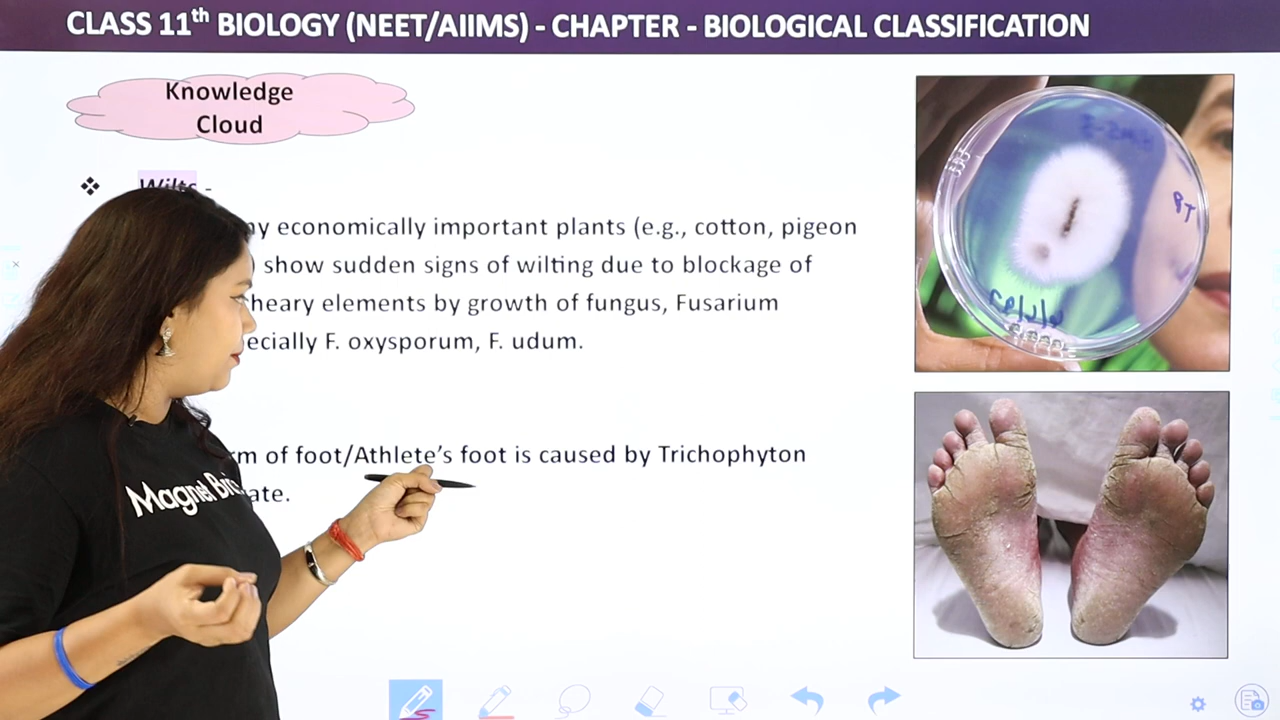 CLASS 11th BIOLOGY (NEET/AIIMS) - CHAPTER - BIOLOGICAL CLASSIFICATION
Knowledge
Cloud
❖ Wilts -
economically important plants (e.g., cotton, pigeon
) show sudden signs of wilting due to blockage of
heary elements by growth of fungus, Fusarium
ecially F. oxysporum, F. udum.
rm of foot/Athlete's foot is caused by Trichophyton
ate.
Magnet Br